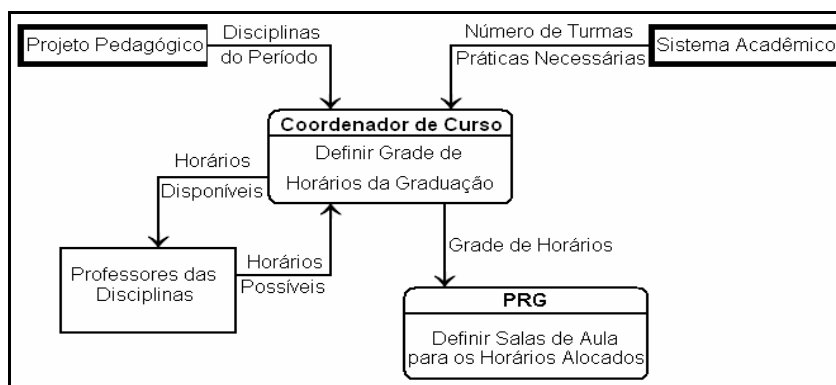 Projeto Pedagógico
Disciplinas
do Período
Número de Turmas
Práticas Necessárias
Sistema Acadêmico
Coordenador de Curso
Definir Grade de
Horários da Graduação
Horários
Disponíveis
Professores das
Disciplinas
Horários
Possíveis
Grade de Horários
PRG
Definir Salas de Aula
para os Horários Alocados